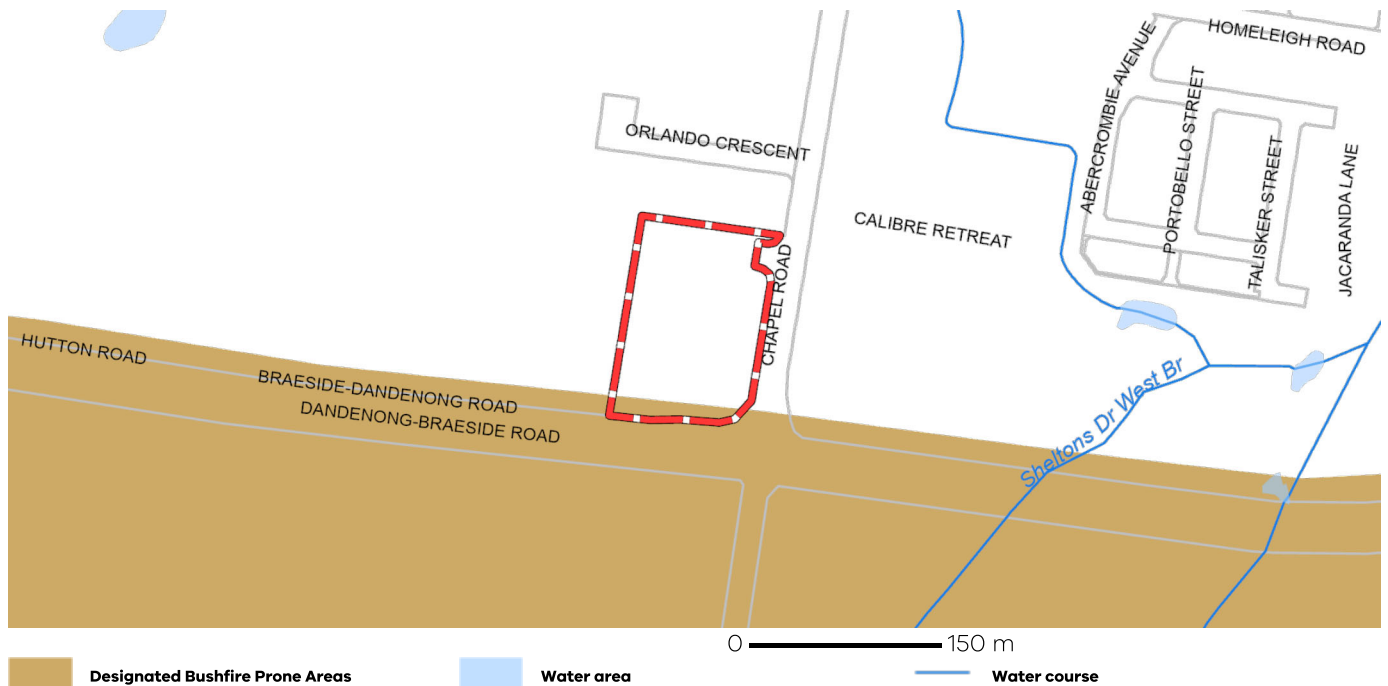 HOMELEIGH ROAD
ABERCROMBIE AVENUE
PORTOBELLO STREET
TALISKER STREET
JACARANDA LANE
ORLANDO CRESCENT
CALIBRE RETREAT
CHAPEL ROAD
HUTTON ROAD
BRAESIDE-DANDENONG ROAD
DANDENONG-BRAESIDE ROAD
Sheltons Dr West Br
0 150 m
Designated Bushfire Prone Areas
Water area
Water course